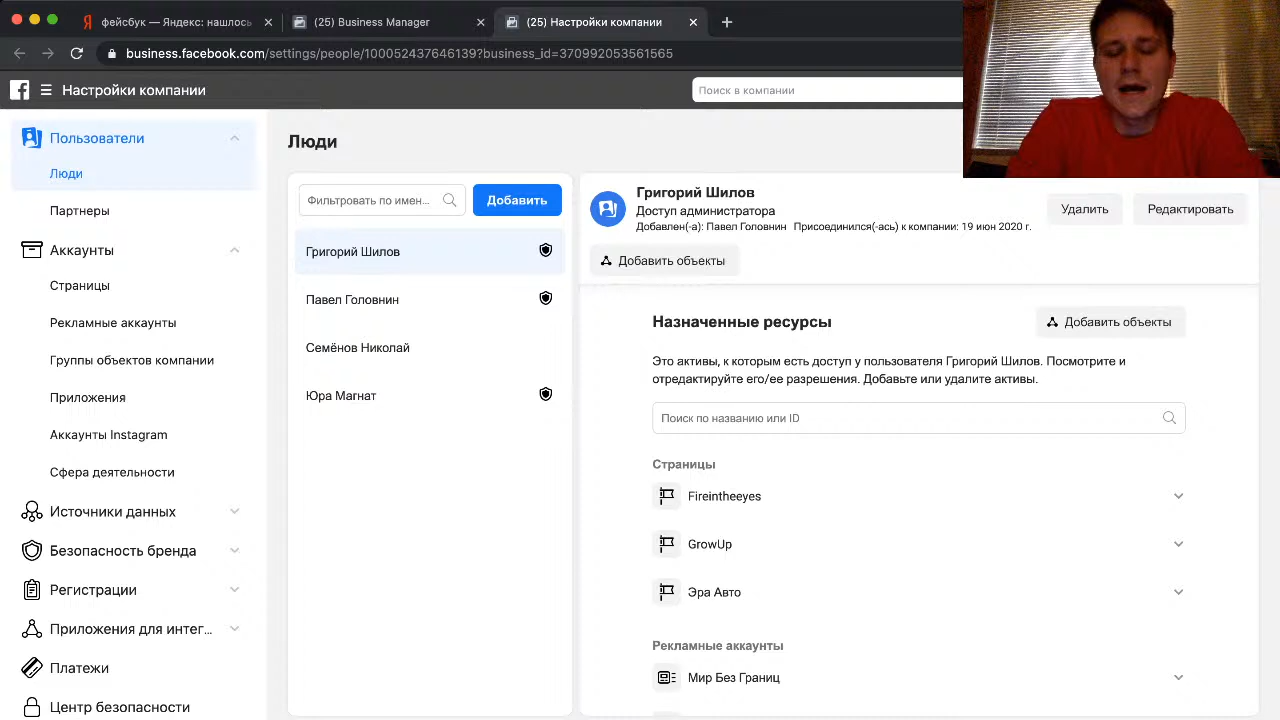 фейсбук — Яндекс: нашлось
(25) Business Manager
(25) Настройки компании
business.facebook.com/settings/people/100052437646139?business_id=370992053561565
Настройки компании
Поиск в компании
Пользователи
Люди
Партнеры
Аккаунты
Страницы
Рекламные аккаунты
Группы объектов компании
Приложения
Аккаунты Instagram
Сфера деятельности
Источники данных
Безопасность бренда
Регистрации
Приложения для интег...
Платежи
Центр безопасности
Люди
Фильтровать по имен...
Добавить
Григорий Шилов
Павел Головнин
Семёнов Николай
Юра Магнат
Григорий Шилов
Доступ администратора
Добавлен(-а): Павел Головнин Присоединился(-ась) к компании: 19 июн 2020 г.
Удалить
Редактировать
Добавить объекты
Назначенные ресурсы
Добавить объекты
Это активы, к которым есть доступ у пользователя Григорий Шилов. Посмотрите и
отредактируйте его/ее разрешения. Добавьте или удалите активы.
Поиск по названию или ID
Страницы
Fireintheeyes
GrowUp
Эра Авто
Рекламные аккаунты
Мир Без Границ